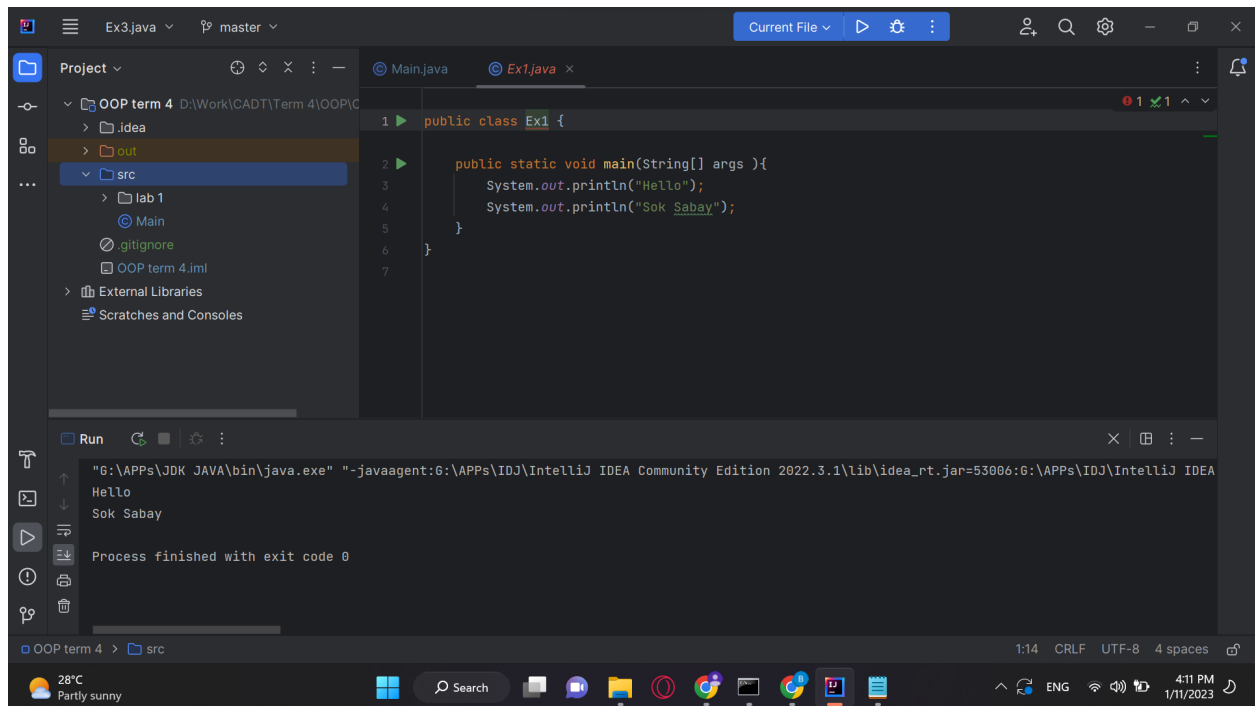 Ex3.java master Current File
Project
Main.java Ex1.java
OOP term 4 D:\Work\CADT\Term 4\OOP\C
1 1
.idea
1 public class Ex1 {
out
2 public static void main(String[] args ){
src
3 System.out.println("Hello");
lab 1
4 System.out.println("Sok Sabay");
Main
5 }
.gitignore
6 }
OOP term 4.iml
7
External Libraries
Scratches and Consoles
Run
"G:\APPs\JDK JAVA\bin\java.exe" "-javaagent:G:\APPs\IDJ\IntelliJ IDEA Community Edition 2022.3.1\lib\idea_rt.jar=53006:G:\APPs\IDJ\IntelliJ IDEA
Hello
Sok Sabay
Process finished with exit code 0
OOP term 4 > src 1:14 CRLF UTF-8 4 spaces
28°C
Partly sunny
Search
ENG
4:11 PM
1/11/2023